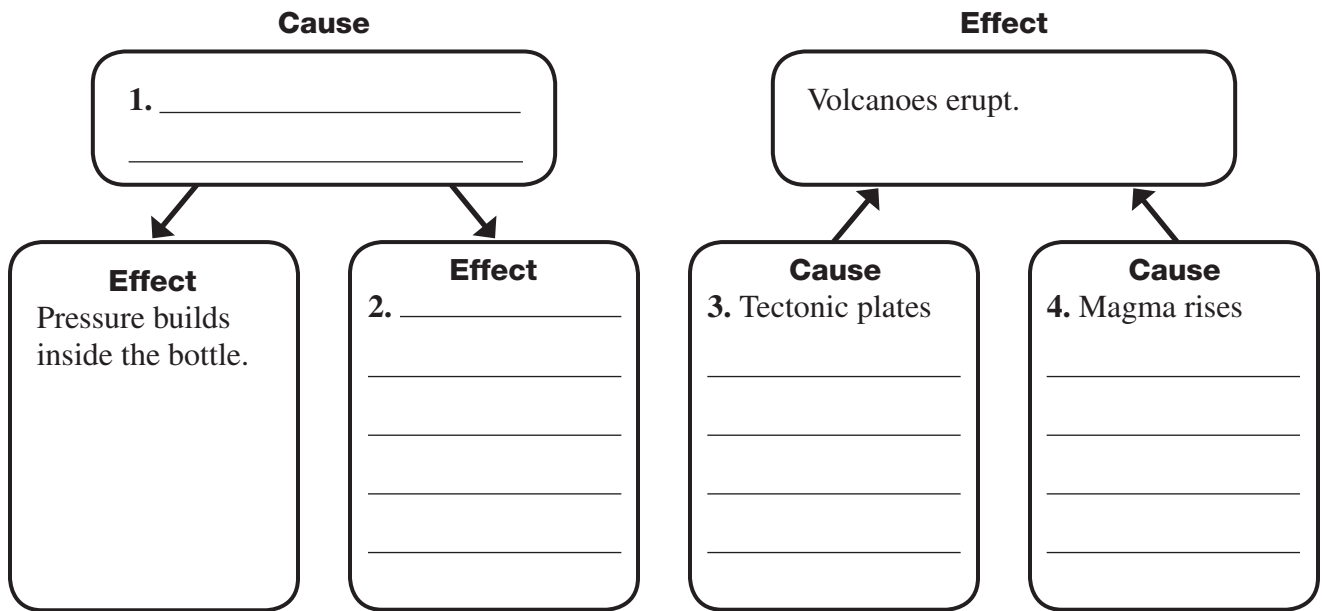 Cause
1.
Effect
Pressure builds
inside the bottle.
Effect
2.
Effect
Volcanoes erupt.
Cause
3. Tectonic plates
Cause
4. Magma rises